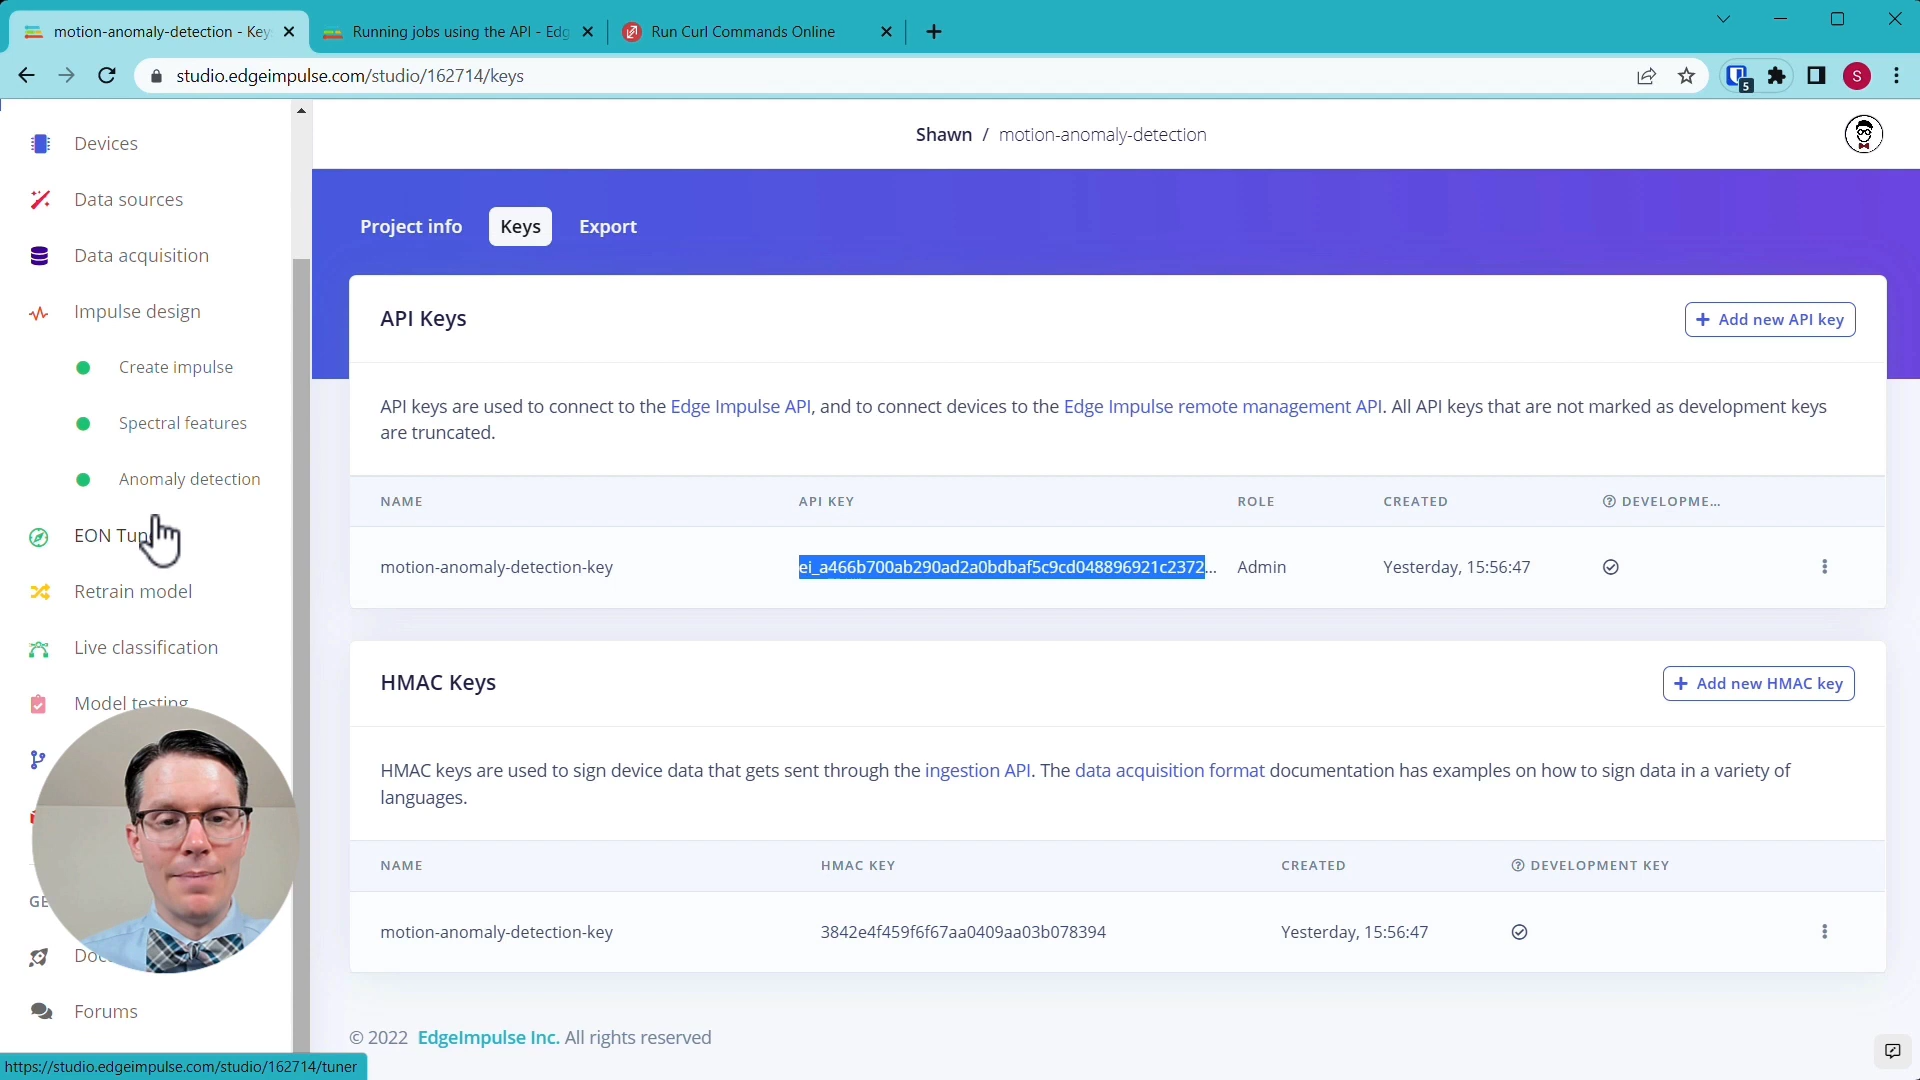 motion-anomaly-detection - Key
Running jobs using the API - Edg
Run Curl Commands Online
studio.edgeimpulse.com/studio/162714/keys
5
S
Devices
Data sources
Data acquisition
Impulse design
Create impulse
Spectral features
Anomaly detection
EON Tun
Retrain model
Live classification
Model testing
GE
Doc
Forums
https://studio.edgeimpulse.com/studio/162714/tuner
Shawn / motion-anomaly-detection
Project info
Keys
Export
API Keys
+ Add new API key
API keys are used to connect to the Edge Impulse API, and to connect devices to the Edge Impulse remote management API. All API keys that are not marked as development keys
are truncated.
NAME API KEY ROLE CREATED DEVELOPME...
motion-anomaly-detection-key ei_a466b700ab290ad2a0bdbaf5c9cd048896921c2372... Admin Yesterday, 15:56:47
HMAC Keys
+ Add new HMAC key
HMAC keys are used to sign device data that gets sent through the ingestion API. The data acquisition format documentation has examples on how to sign data in a variety of
languages.
NAME HMAC KEY CREATED DEVELOPMENT KEY
motion-anomaly-detection-key 3842e4f459f6f67aa0409aa03b078394 Yesterday, 15:56:47
© 2022 EdgeImpulse Inc. All rights reserved